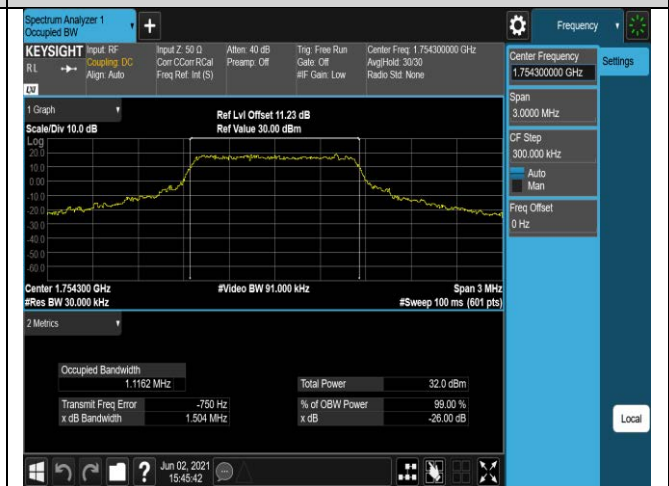 Spectrum Analyzer 1
Occupied BW
+
Frequency
KEYSIGHT
RL
LXI
Input: RF
Coupling: DC
Align: Auto
Input Z: 50 Ω
Corr CCorr RCal
Freq Ref: Int (S)
Atten: 40 dB
Preamp: Off
Trig: Free Run
Gate: Off
#IF Gain: Low
Center Freq: 1.754300000 GHz
Avg|Hold: 30/30
Radio Std: None
Center Frequency
1.754300000 GHz
Settings
Span
3.0000 MHz
CF Step
300.000 kHz
Auto
Man
Freq Offset
0 Hz
Local
1 Graph
Scale/Div 10.0 dB
Ref Lvl Offset 11.23 dB
Ref Value 30.00 dBm
Log
20.0
10.0
0.00
-10.0
-20.0
-30.0
-40.0
-50.0
-60.0
Center 1.754300 GHz
#Video BW 91.000 kHz
Span 3 MHz
#Res BW 30.000 kHz
#Sweep 100 ms (601 pts)
2 Metrics
Occupied Bandwidth
1.1162 MHz
Total Power 32.0 dBm
Transmit Freq Error -750 Hz
% of OBW Power 99.00 %
x dB Bandwidth 1.504 MHz
x dB -26.00 dB
?
Jun 02, 2021
15:45:42